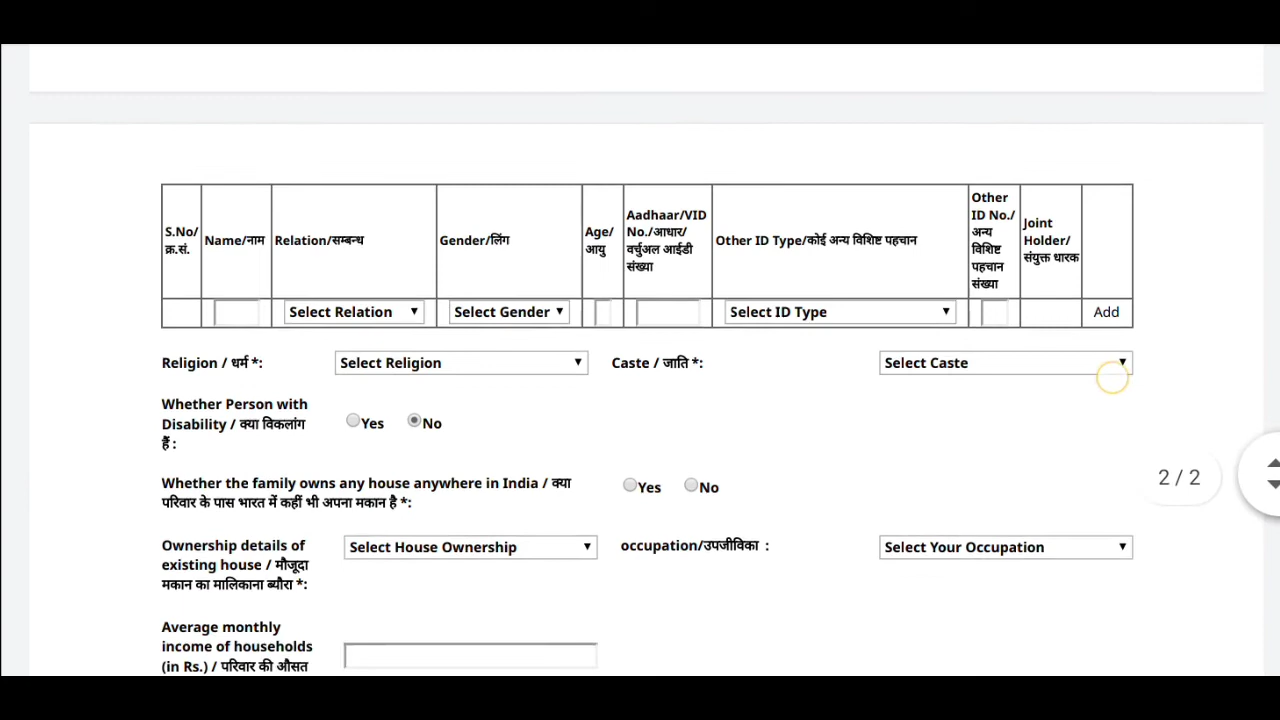 S.No/
क्र.सं.
Name/नाम
Relation/सम्बन्ध
Gender/लिंग
Age/
आयु
Aadhaar/VID
No./आधार/
वर्चुअल आईडी
संख्या
Other ID Type/कोई अन्य विशिष्ट पहचान
Other
ID No./
अन्य
विशिष्ट
पहचान
संख्या
Joint
Holder/
संयुक्त धारक
Select Relation
Select Gender
Select ID Type
Add
Religion / धर्म *:
Select Religion
Caste / जाति *:
Select Caste
Whether Person with
Disability / क्या विकलांग
हैं :
Yes
No
Whether the family owns any house anywhere in India / क्या
परिवार के पास भारत में कहीं भी अपना मकान है *:
Yes
No
2 / 2
Ownership details of
existing house / मौजूदा
मकान का मालिकाना ब्यौरा *:
Select House Ownership
occupation/उपजीविका :
Select Your Occupation
Average monthly
income of households
(in Rs.) / परिवार की औसत